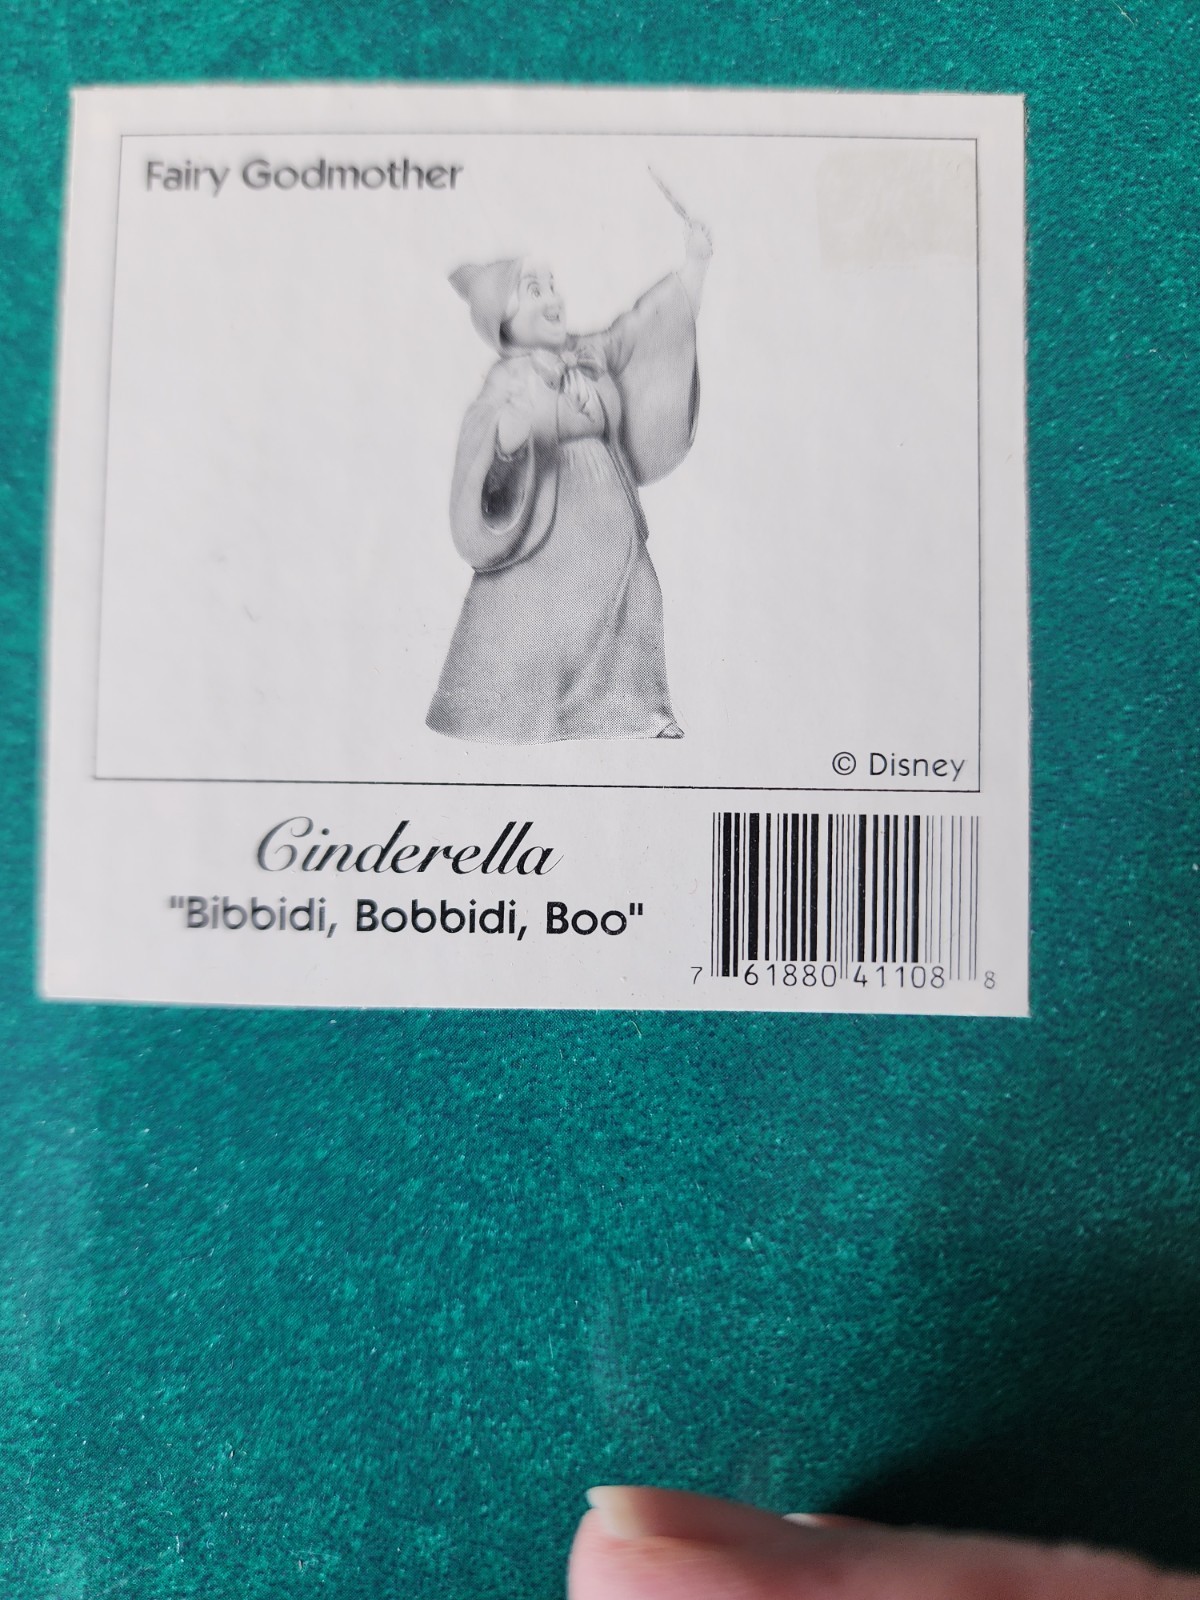 Fairy Godmother
© Disney
Cinderella
"Bibbidi, Bobbidi, Boo"
7 61880 41108 8